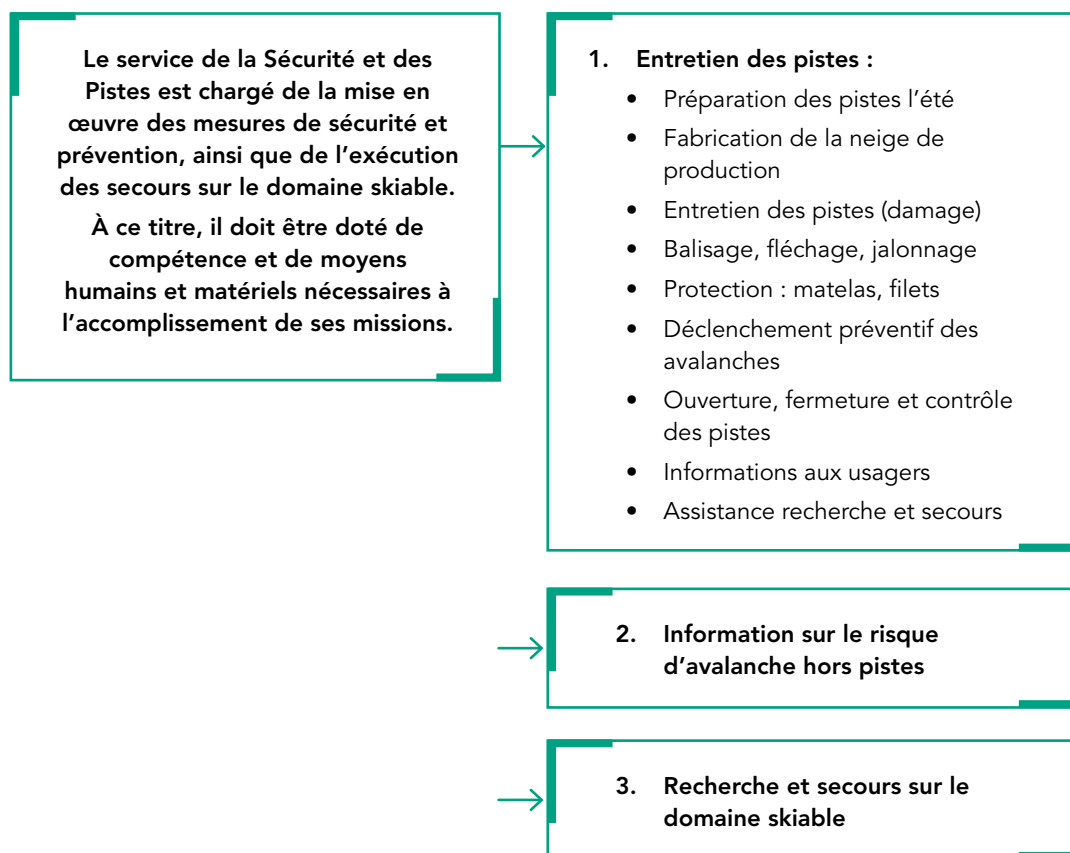 Le service de la Sécurité et des
Pistes est chargé de la mise en
œuvre des mesures de sécurité et
prévention, ainsi que de l’exécution
des secours sur le domaine skiable.
À ce titre, il doit être doté de
compétence et de moyens
humains et matériels nécessaires à
l’accomplissement de ses missions.
1. Entretien des pistes :
• Préparation des pistes l’été
• Fabrication de la neige de
production
• Entretien des pistes (damage)
• Balisage, fléchage, jalonnage
• Protection : matelas, filets
• Déclenchement préventif des
avalanches
• Ouverture, fermeture et contrôle
des pistes
• Informations aux usagers
• Assistance recherche et secours
2. Information sur le risque
d’avalanche hors pistes
3. Recherche et secours sur le
domaine skiable